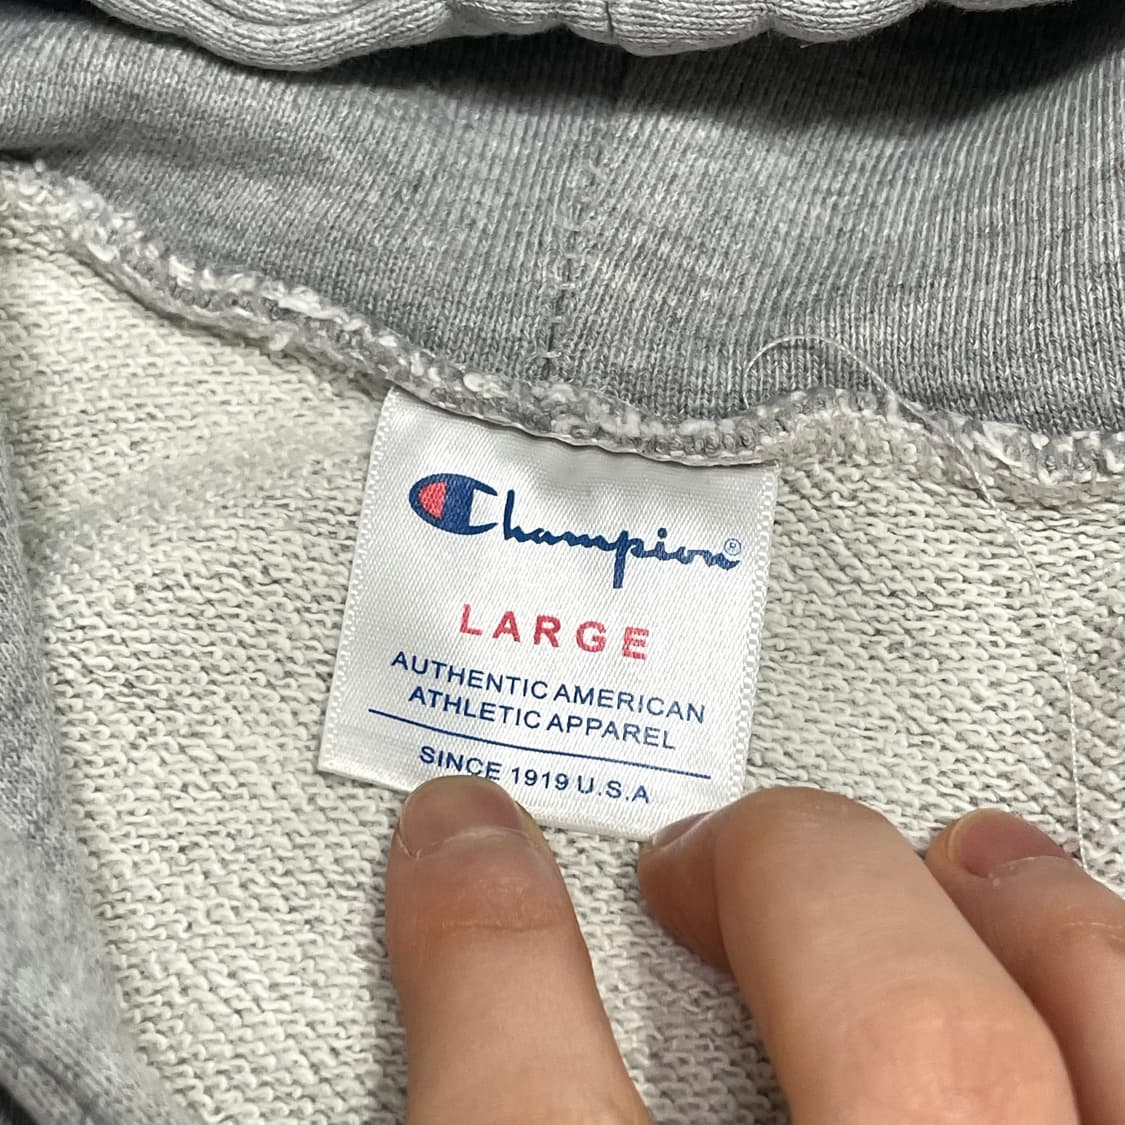 Champion®
LARGE
AUTHENTIC AMERICAN
ATHLETIC APPAREL
SINCE 1919 U.S.A